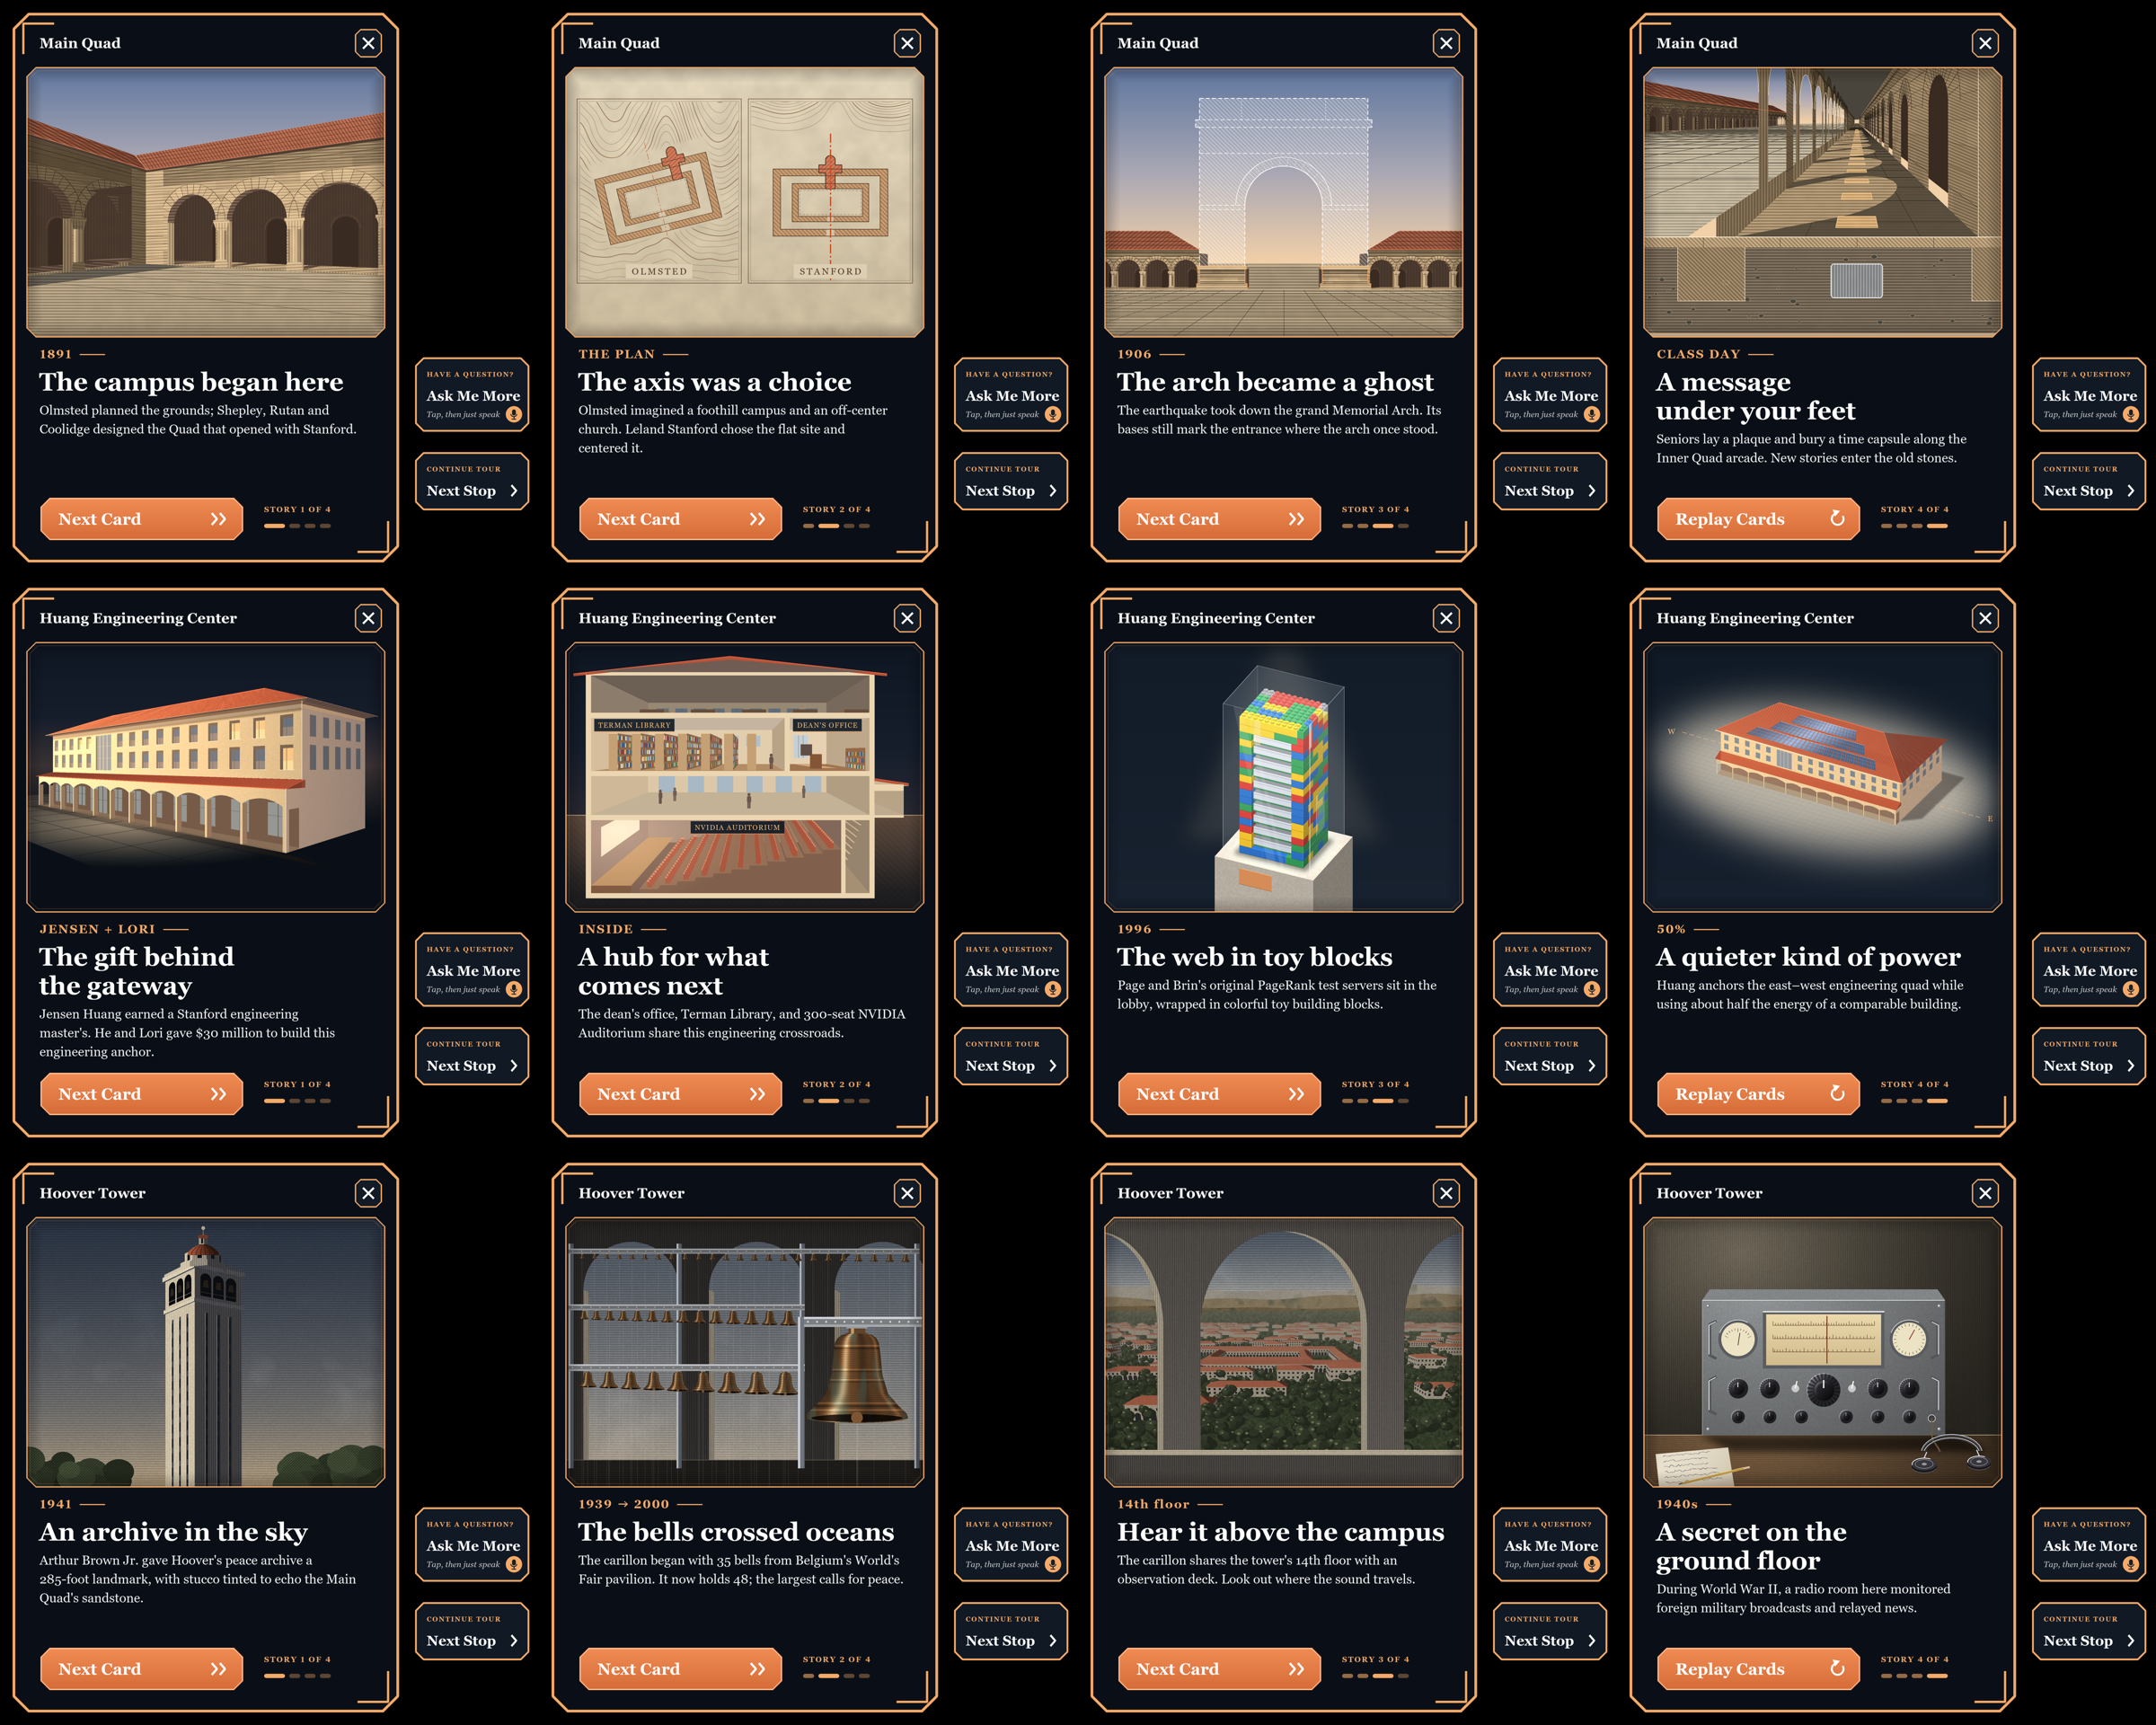 Main Quad
1891
The campus began here
Olmsted planned the grounds; Shepley, Rutan and
Coolidge designed the Quad that opened with Stanford.
Next Card
STORY 1 OF 4
HAVE A QUESTION?
Ask Me More
Tap, then just speak
CONTINUE TOUR
Next Stop
Main Quad
OLMSTED
STANFORD
THE PLAN
The axis was a choice
Olmsted imagined a foothill campus and an off-center
church. Leland Stanford chose the flat site and
centered it.
Next Card
STORY 2 OF 4
HAVE A QUESTION?
Ask Me More
Tap, then just speak
CONTINUE TOUR
Next Stop
Main Quad
1906
The arch became a ghost
The earthquake took down the grand Memorial Arch. Its
bases still mark the entrance where the arch once stood.
Next Card
STORY 3 OF 4
HAVE A QUESTION?
Ask Me More
Tap, then just speak
CONTINUE TOUR
Next Stop
Main Quad
CLASS DAY
A message
under your feet
Seniors lay a plaque and bury a time capsule along the
Inner Quad arcade. New stories enter the old stones.
Replay Cards
STORY 4 OF 4
HAVE A QUESTION?
Ask Me More
Tap, then just speak
CONTINUE TOUR
Next Stop
Huang Engineering Center
JENSEN + LORI
The gift behind
the gateway
Jensen Huang earned a Stanford engineering
master's. He and Lori gave $30 million to build this
engineering anchor.
Next Card
STORY 1 OF 4
HAVE A QUESTION?
Ask Me More
Tap, then just speak
CONTINUE TOUR
Next Stop
Huang Engineering Center
TERMAN LIBRARY
DEAN'S OFFICE
NVIDIA AUDITORIUM
INSIDE
A hub for what
comes next
The dean's office, Terman Library, and 300-seat NVIDIA
Auditorium share this engineering crossroads.
Next Card
STORY 2 OF 4
HAVE A QUESTION?
Ask Me More
Tap, then just speak
CONTINUE TOUR
Next Stop
Huang Engineering Center
1996
The web in toy blocks
Page and Brin's original PageRank test servers sit in the
lobby, wrapped in colorful toy building blocks.
Next Card
STORY 3 OF 4
HAVE A QUESTION?
Ask Me More
Tap, then just speak
CONTINUE TOUR
Next Stop
Huang Engineering Center
W
E
50%
A quieter kind of power
Huang anchors the east–west engineering quad while
using about half the energy of a comparable building.
Replay Cards
STORY 4 OF 4
HAVE A QUESTION?
Ask Me More
Tap, then just speak
CONTINUE TOUR
Next Stop
Hoover Tower
1941
An archive in the sky
Arthur Brown Jr. gave Hoover's peace archive a
285-foot landmark, with stucco tinted to echo the Main
Quad's sandstone.
Next Card
STORY 1 OF 4
HAVE A QUESTION?
Ask Me More
Tap, then just speak
CONTINUE TOUR
Next Stop
Hoover Tower
1939 → 2000
The bells crossed oceans
The carillon began with 35 bells from Belgium's World's
Fair pavilion. It now holds 48; the largest calls for peace.
Next Card
STORY 2 OF 4
HAVE A QUESTION?
Ask Me More
Tap, then just speak
CONTINUE TOUR
Next Stop
Hoover Tower
14th floor
Hear it above the campus
The carillon shares the tower's 14th floor with an
observation deck. Look out where the sound travels.
Next Card
STORY 3 OF 4
HAVE A QUESTION?
Ask Me More
Tap, then just speak
CONTINUE TOUR
Next Stop
Hoover Tower
1940s
A secret on the
ground floor
During World War II, a radio room here monitored
foreign military broadcasts and relayed news.
Replay Cards
STORY 4 OF 4
HAVE A QUESTION?
Ask Me More
Tap, then just speak
CONTINUE TOUR
Next Stop